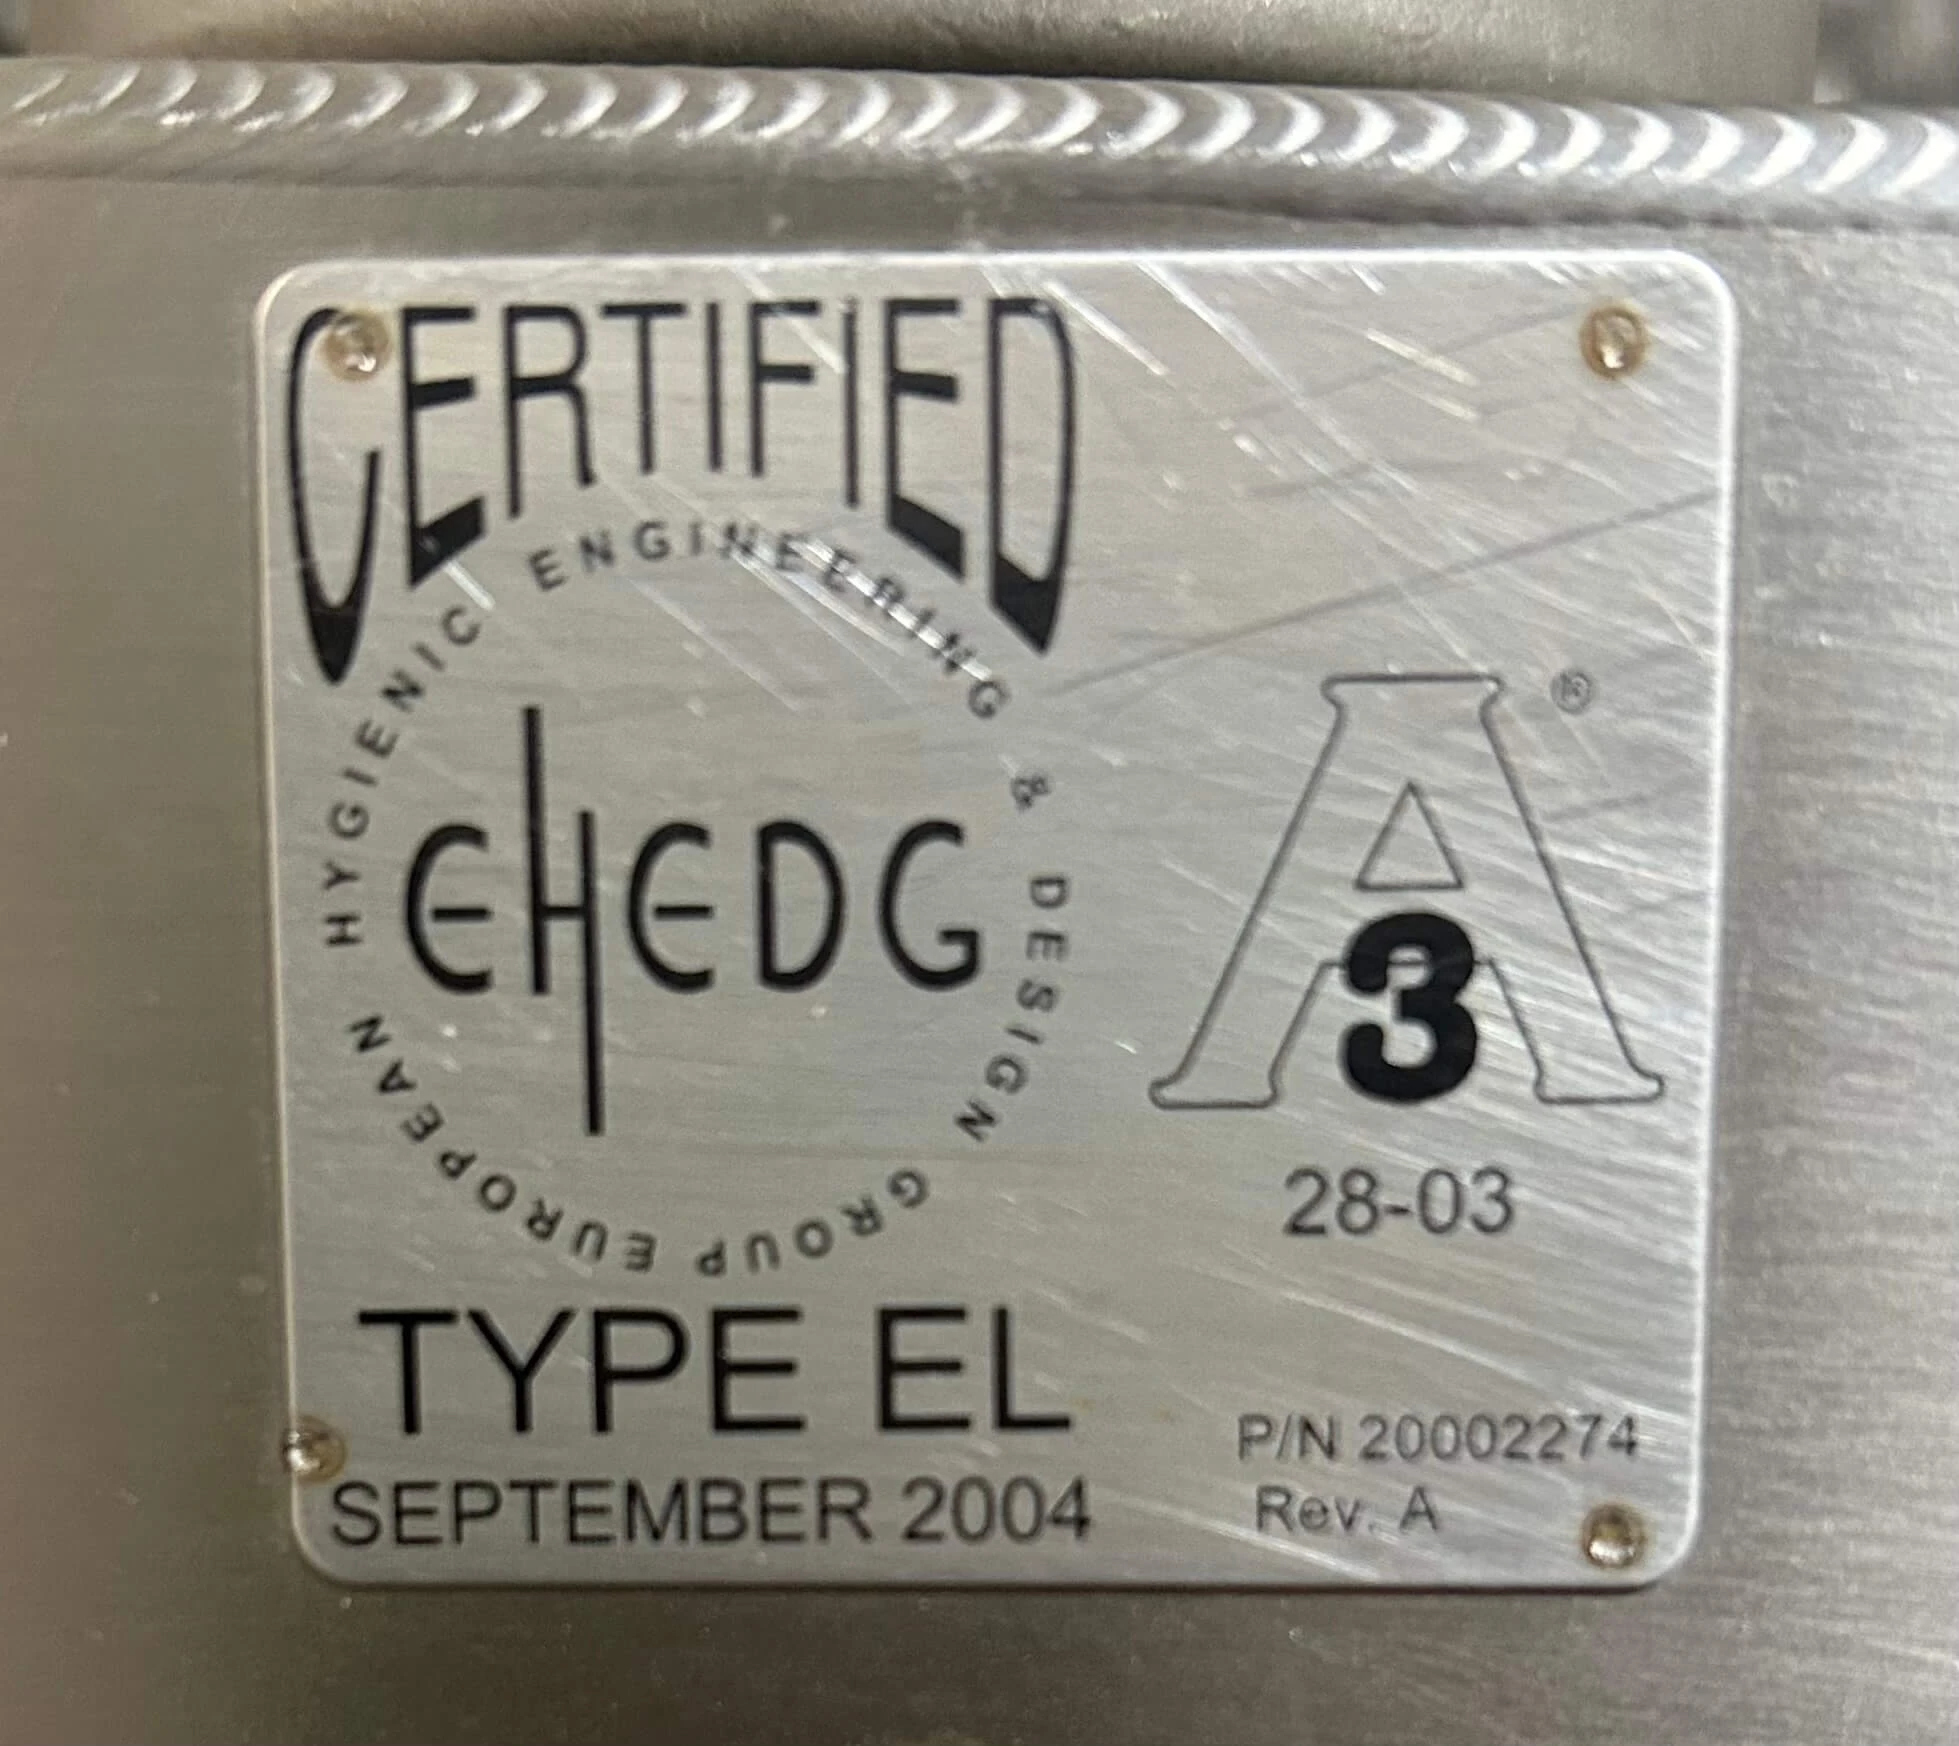 CERTIFIED
EUROPEAN HYGIENIC ENGINEERING & DESIGN GROUP
EHEDG
TYPE EL
SEPTEMBER 2004
A ®
3
28-03
P/N 20002274
Rev. A